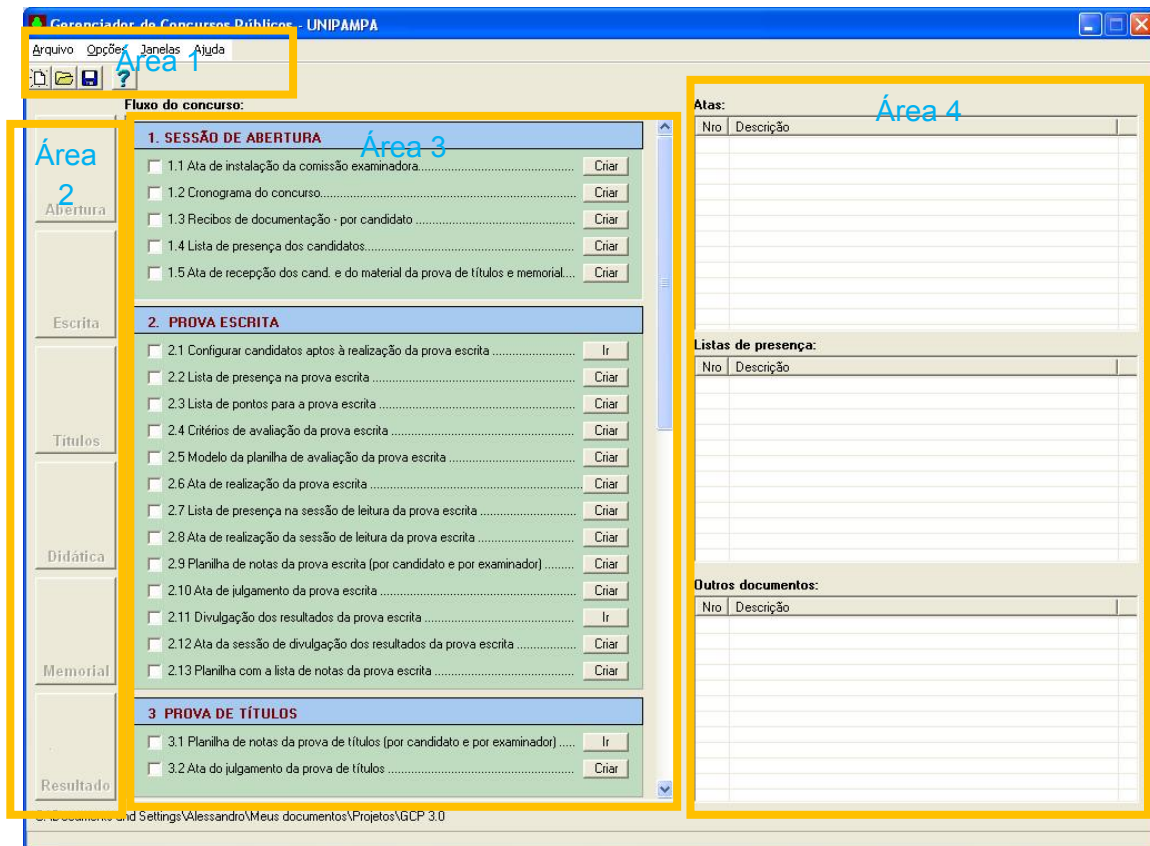 Gerenciador de Concursos Públicos - UNIPAMPA
Arquivo Opções Janelas Ajuda
Área 1
Fluxo do concurso:
Área 2
Abertura
Escrita
Títulos
Didática
Memorial
Resultado
Área 3
1. SESSÃO DE ABERTURA
1.1 Ata de instalação da comissão examinadora Criar
1.2 Cronograma do concurso Criar
1.3 Recibos de documentação - por candidato Criar
1.4 Lista de presença dos candidatos Criar
1.5 Ata de recepção dos cand. e do material da prova de títulos e memorial Criar
2. PROVA ESCRITA
2.1 Configurar candidatos aptos à realização da prova escrita Ir
2.2 Lista de presença na prova escrita Criar
2.3 Lista de pontos para a prova escrita Criar
2.4 Critérios de avaliação da prova escrita Criar
2.5 Modelo da planilha de avaliação da prova escrita Criar
2.6 Ata de realização da prova escrita Criar
2.7 Lista de presença na sessão de leitura da prova escrita Criar
2.8 Ata de realização da sessão de leitura da prova escrita Criar
2.9 Planilha de notas da prova escrita (por candidato e por examinador) Criar
2.10 Ata de julgamento da prova escrita Criar
2.11 Divulgação dos resultados da prova escrita Ir
2.12 Ata da sessão de divulgação dos resultados da prova escrita Criar
2.13 Planilha com a lista de notas da prova escrita Criar
3 PROVA DE TÍTULOS
3.1 Planilha de notas da prova de títulos (por candidato e por examinador) Ir
3.2 Ata do julgamento da prova de títulos Criar
Área 4
Atas:
Nro Descrição
Listas de presença:
Nro Descrição
Outros documentos:
Nro Descrição
and Settings\Alessandro\Meus documentos\Projetos\GCP 3.0